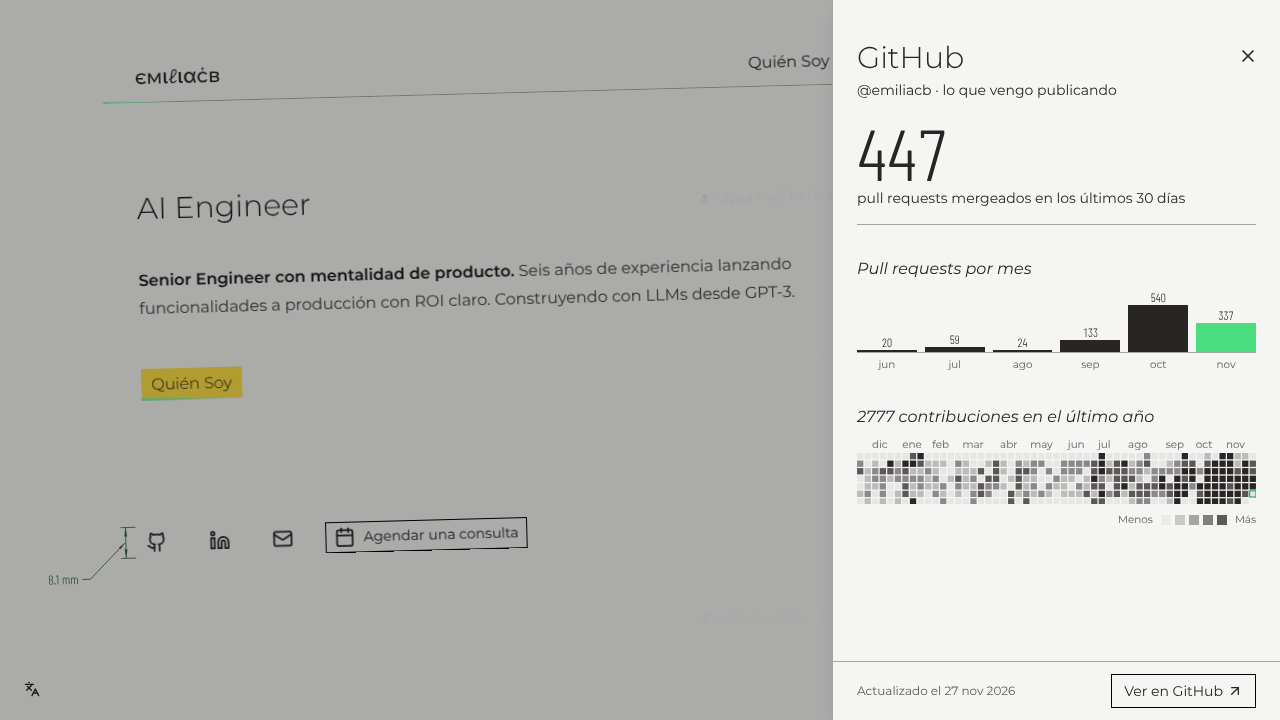 ємιℓιαċв
Quién Soy
AI Engineer
Senior Engineer con mentalidad de producto. Seis años de experiencia lanzando
funcionalidades a producción con ROI claro. Construyendo con LLMs desde GPT-3.
Quién Soy
Agendar una consulta
8.1 mm
GitHub
@emiliacb · lo que vengo publicando
447
pull requests mergeados en los últimos 30 días
Pull requests por mes
20 59 24 133 540 337
jun jul ago sep oct nov
2777 contribuciones en el último año
dic ene feb mar abr may jun jul ago sep oct nov
Menos Más
Actualizado el 27 nov 2026
Ver en GitHub